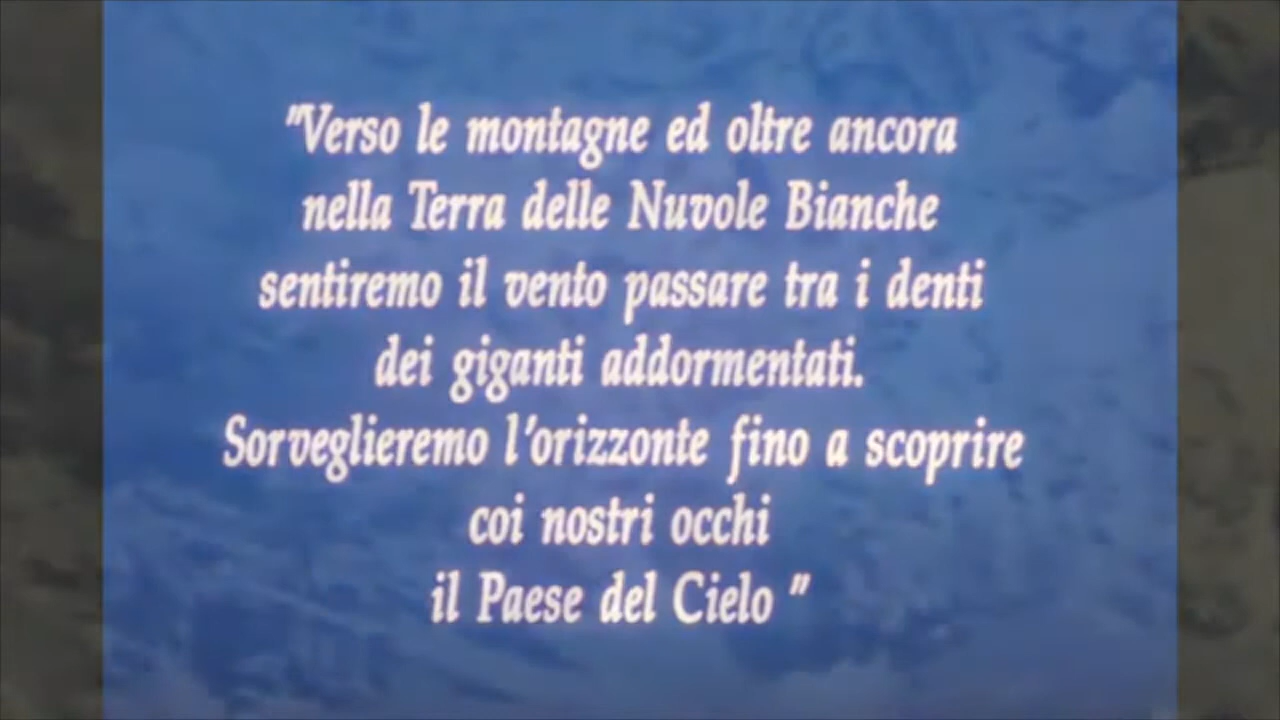 "Verso le montagne ed oltre ancora
nella Terra delle Nuvole Bianche
sentiremo il vento passare tra i denti
dei giganti addormentati.
Sorveglieremo l'orizzonte fino a scoprire
coi nostri occhi
il Paese del Cielo "